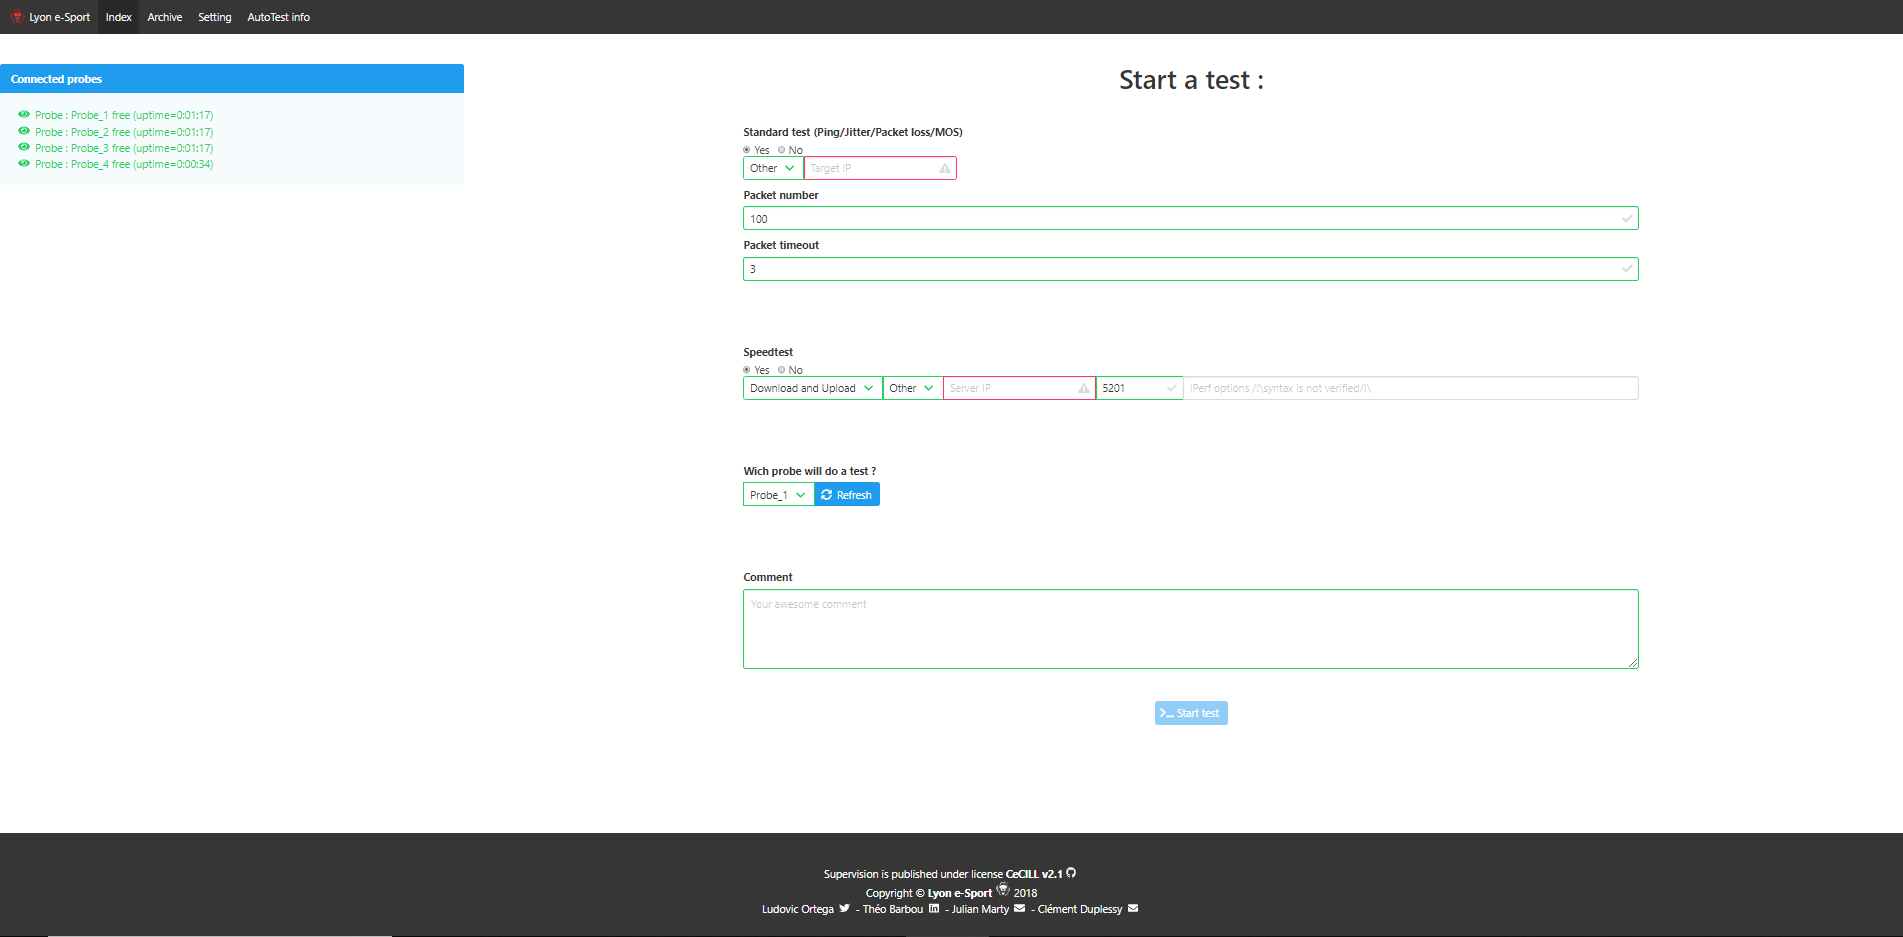 Lyon e-Sport Index Archive Setting AutoTest info
Connected probes
Probe : Probe_1 free (uptime=0:01:17)
Probe : Probe_2 free (uptime=0:01:17)
Probe : Probe_3 free (uptime=0:01:17)
Probe : Probe_4 free (uptime=0:00:34)
Start a test :
Standard test (Ping/Jitter/Packet loss/MOS)
Yes No
Other Target IP
Packet number
100
Packet timeout
3
Speedtest
Yes No
Download and Upload Other Server IP 5201 iPerf options /!\syntax is not verified/!\
Wich probe will do a test ?
Probe_1 Refresh
Comment
Your awesome comment
Start test
Supervision is published under license CeCILL v2.1
Copyright © Lyon e-Sport 2018
Ludovic Ortega - Théo Barbou - Julian Marty - Clément Duplessy